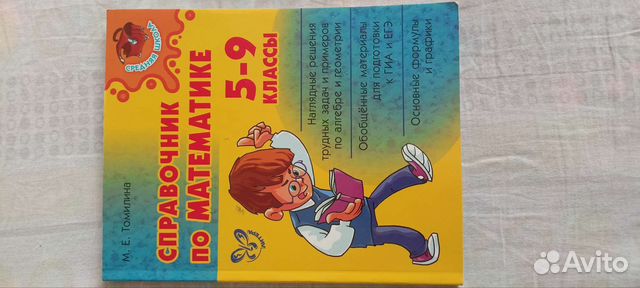 СРЕДНЯЯ ШКОЛА
М. Е. Томилина
СПРАВОЧНИК
ПО МАТЕМАТИКЕ
5-9
КЛАССЫ
Наглядные решения
трудных задач и примеров
по алгебре и геометрии
Обобщённые материалы
для подготовки
к ГИА и ЕГЭ
Основные формулы
и графики
ЛИТЕРА
Avito